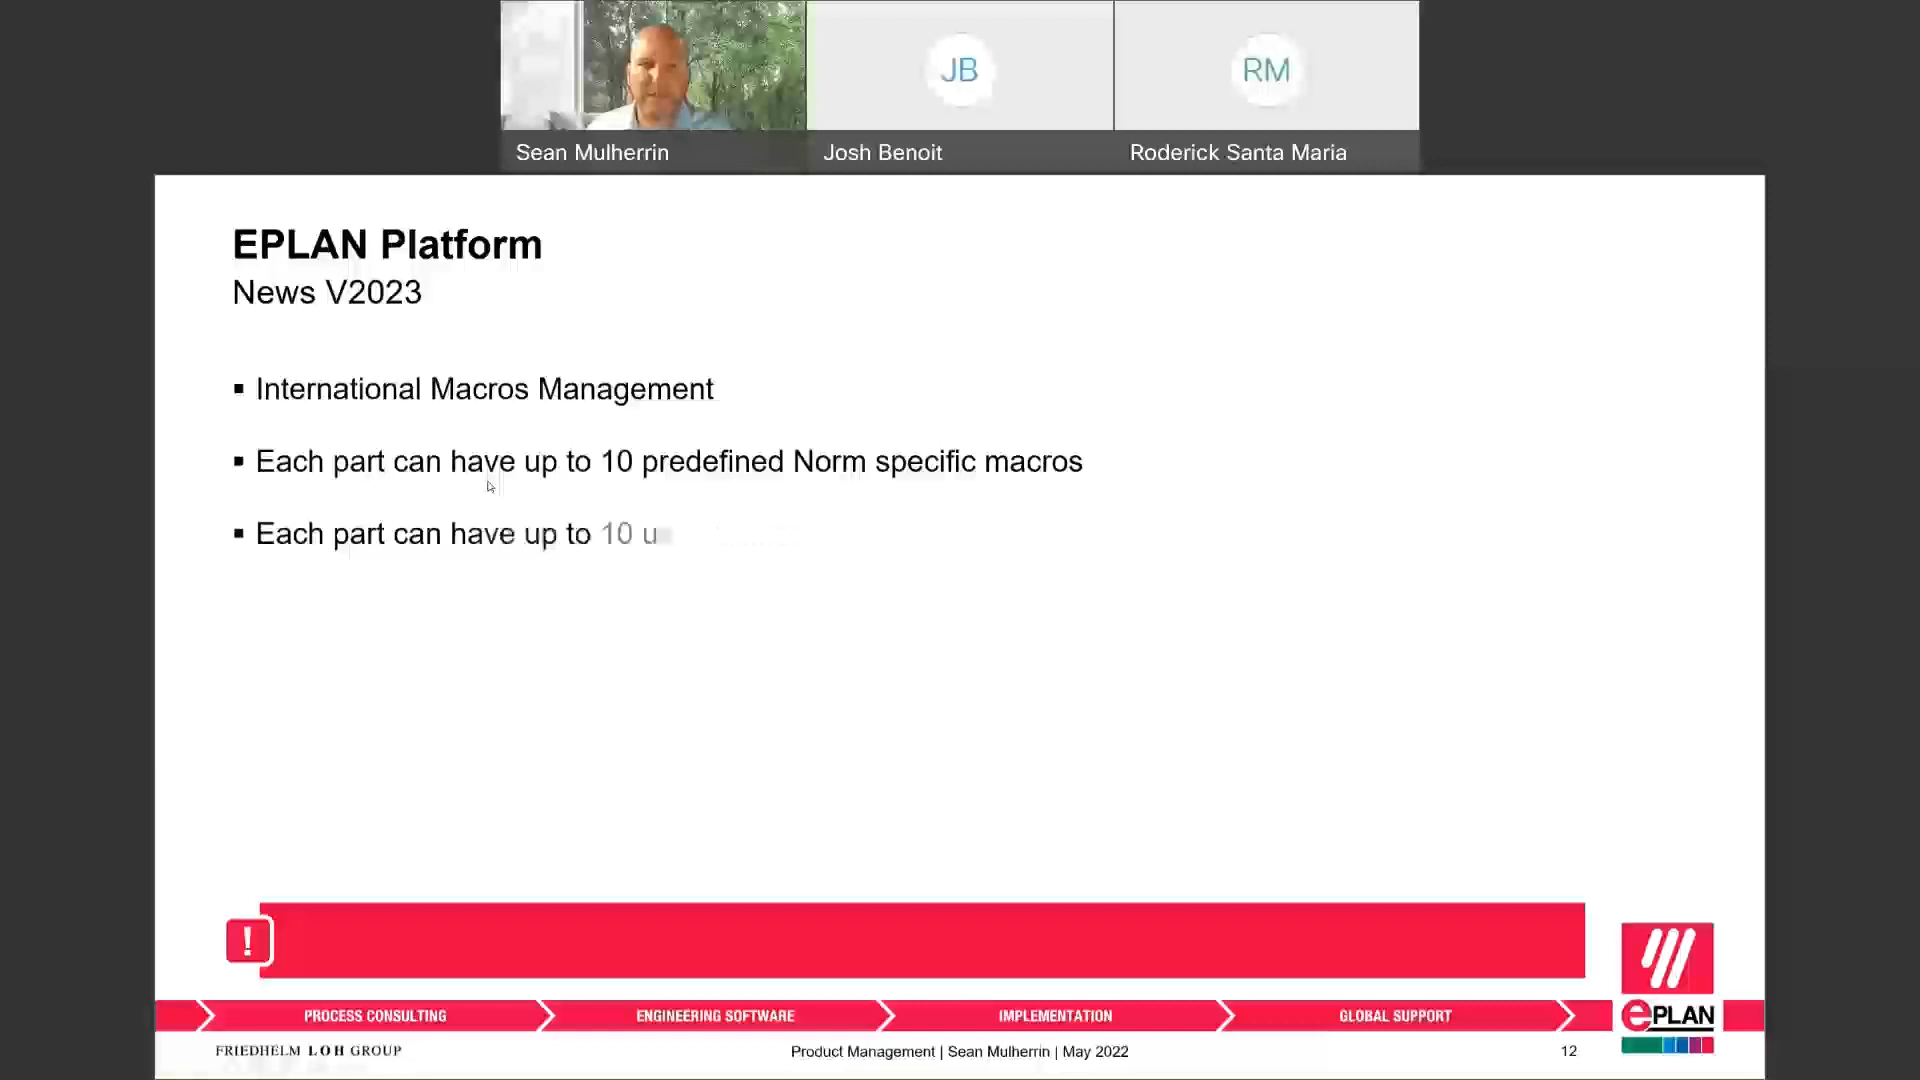 JB
RM
Sean Mulherrin
Josh Benoit
Roderick Santa Maria
EPLAN Platform
News V2023
▪ International Macros Management
▪ Each part can have up to 10 predefined Norm specific macros
▪ Each part can have up to 10
!
PROCESS CONSULTING
ENGINEERING SOFTWARE
IMPLEMENTATION
GLOBAL SUPPORT
ePLAN
FRIEDHELM LOH GROUP
Product Management | Sean Mulherrin | May 2022
12